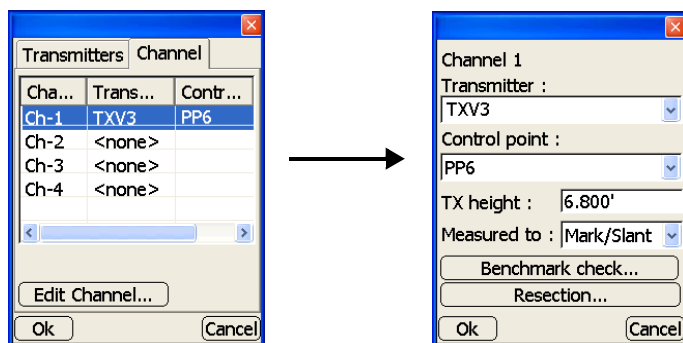 Transmitters Channel
Cha... Trans... Contr...
Ch-1 TXV3 PP6
Ch-2 <none>
Ch-3 <none>
Ch-4 <none>
Edit Channel...
Ok Cancel
Channel 1
Transmitter :
TXV3
Control point :
PP6
TX height : 6.800'
Measured to : Mark/Slant
Benchmark check...
Resection...
Ok Cancel